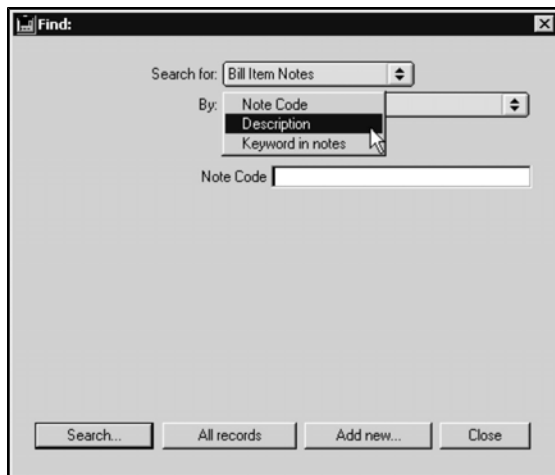 Find:
Search for: Bill Item Notes
By: Note Code
Description
Keyword in notes
Note Code
Search... All records Add new... Close